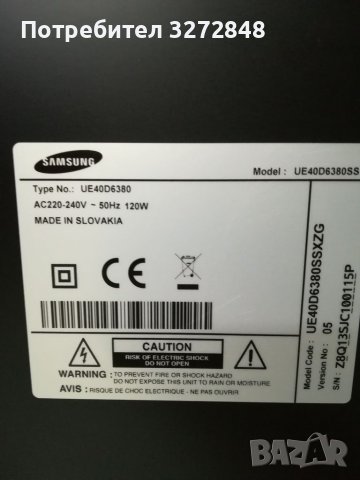 Потребител 3272848
SAMSUNG
Model : UE40D6380SS
Type No.: UE40D6380
AC220-240V ~ 50Hz 120W
MADE IN SLOVAKIA
CE
CAUTION
RISK OF ELECTRIC SHOCK
DO NOT OPEN
WARNING: TO PREVENT FIRE OR SHOCK HAZARD
DO NOT EXPOSE THIS UNIT TO RAIN OR MOISTURE
AVIS : RISQUE DE CHOC ELECTRIQUE - NE PAS OUVRIR
Model Code : UE40D6380SSXZG
Version No : 05
S/N : ZBQ13SJC100115P
BAZAR